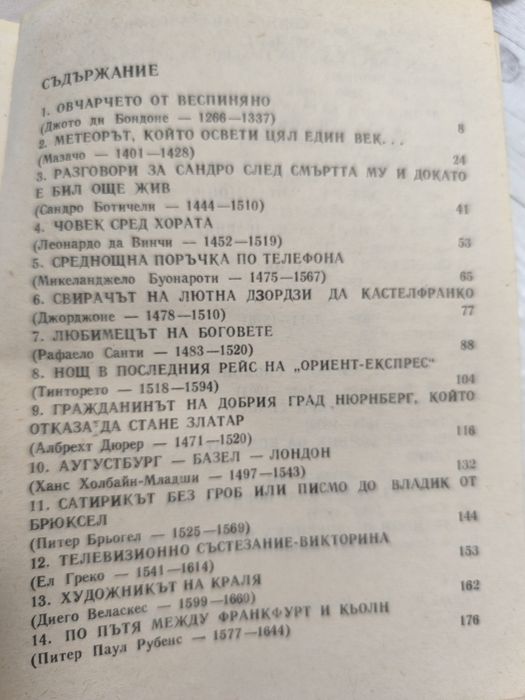 СЪДЪРЖАНИЕ
1. ОВЧАРЧЕТО ОТ ВЕСПИНЯНО
(Джото ди Бондоне — 1266—1337) 8
2. МЕТЕОРЪТ, КОЙТО ОСВЕТИ ЦЯЛ ЕДИН ВЕК...
(Мазачо — 1401—1428) 24
3. РАЗГОВОРИ ЗА САНДРО СЛЕД СМЪРТТА МУ И ДОКАТО
Е БИЛ ОЩЕ ЖИВ
(Сандро Ботичели — 1444—1510) 41
4. ЧОВЕК СРЕД ХОРАТА
(Леонардо да Винчи — 1452—1519) 53
5. СРЕДНОЩНА ПОРЪЧКА ПО ТЕЛЕФОНА
(Микеланджело Буонароти — 1475—1567) 65
6. СВИРАЧЪТ НА ЛЮТНА ДЗОРДЗИ ДА КАСТЕЛФРАНКО
(Джорджоне — 1478—1510) 77
7. ЛЮБИМЕЦЪТ НА БОГОВЕТЕ
(Рафаело Санти — 1483—1520) 88
8. НОЩ В ПОСЛЕДНИЯ РЕЙС НА „ОРИЕНТ-ЕКСПРЕС“
(Тинторето — 1518—1594) 104
9. ГРАЖДАНИНЪТ НА ДОБРИЯ ГРАД НЮРНБЕРГ, КОЙТО
ОТКАЗА ДА СТАНЕ ЗЛАТАР
(Албрехт Дюрер — 1471—1520) 116
10. АУГУСТБУРГ — БАЗЕЛ — ЛОНДОН
(Ханс Холбайн-Младши — 1497—1543) 132
11. САТИРИКЪТ БЕЗ ГРОБ ИЛИ ПИСМО ДО ВЛАДИК ОТ
БРЮКСЕЛ
(Питер Брьогел — 1525—1569) 144
12. ТЕЛЕВИЗИОННО СЪСТЕЗАНИЕ-ВИКТОРИНА
(Ел Греко — 1541—1614) 153
13. ХУДОЖНИКЪТ НА КРАЛЯ
(Диего Веласкес — 1599—1660) 162
14. ПО ПЪТЯ МЕЖДУ ФРАНКФУРТ И КЬОЛН
(Питер Паул Рубенс — 1577—1644) 176